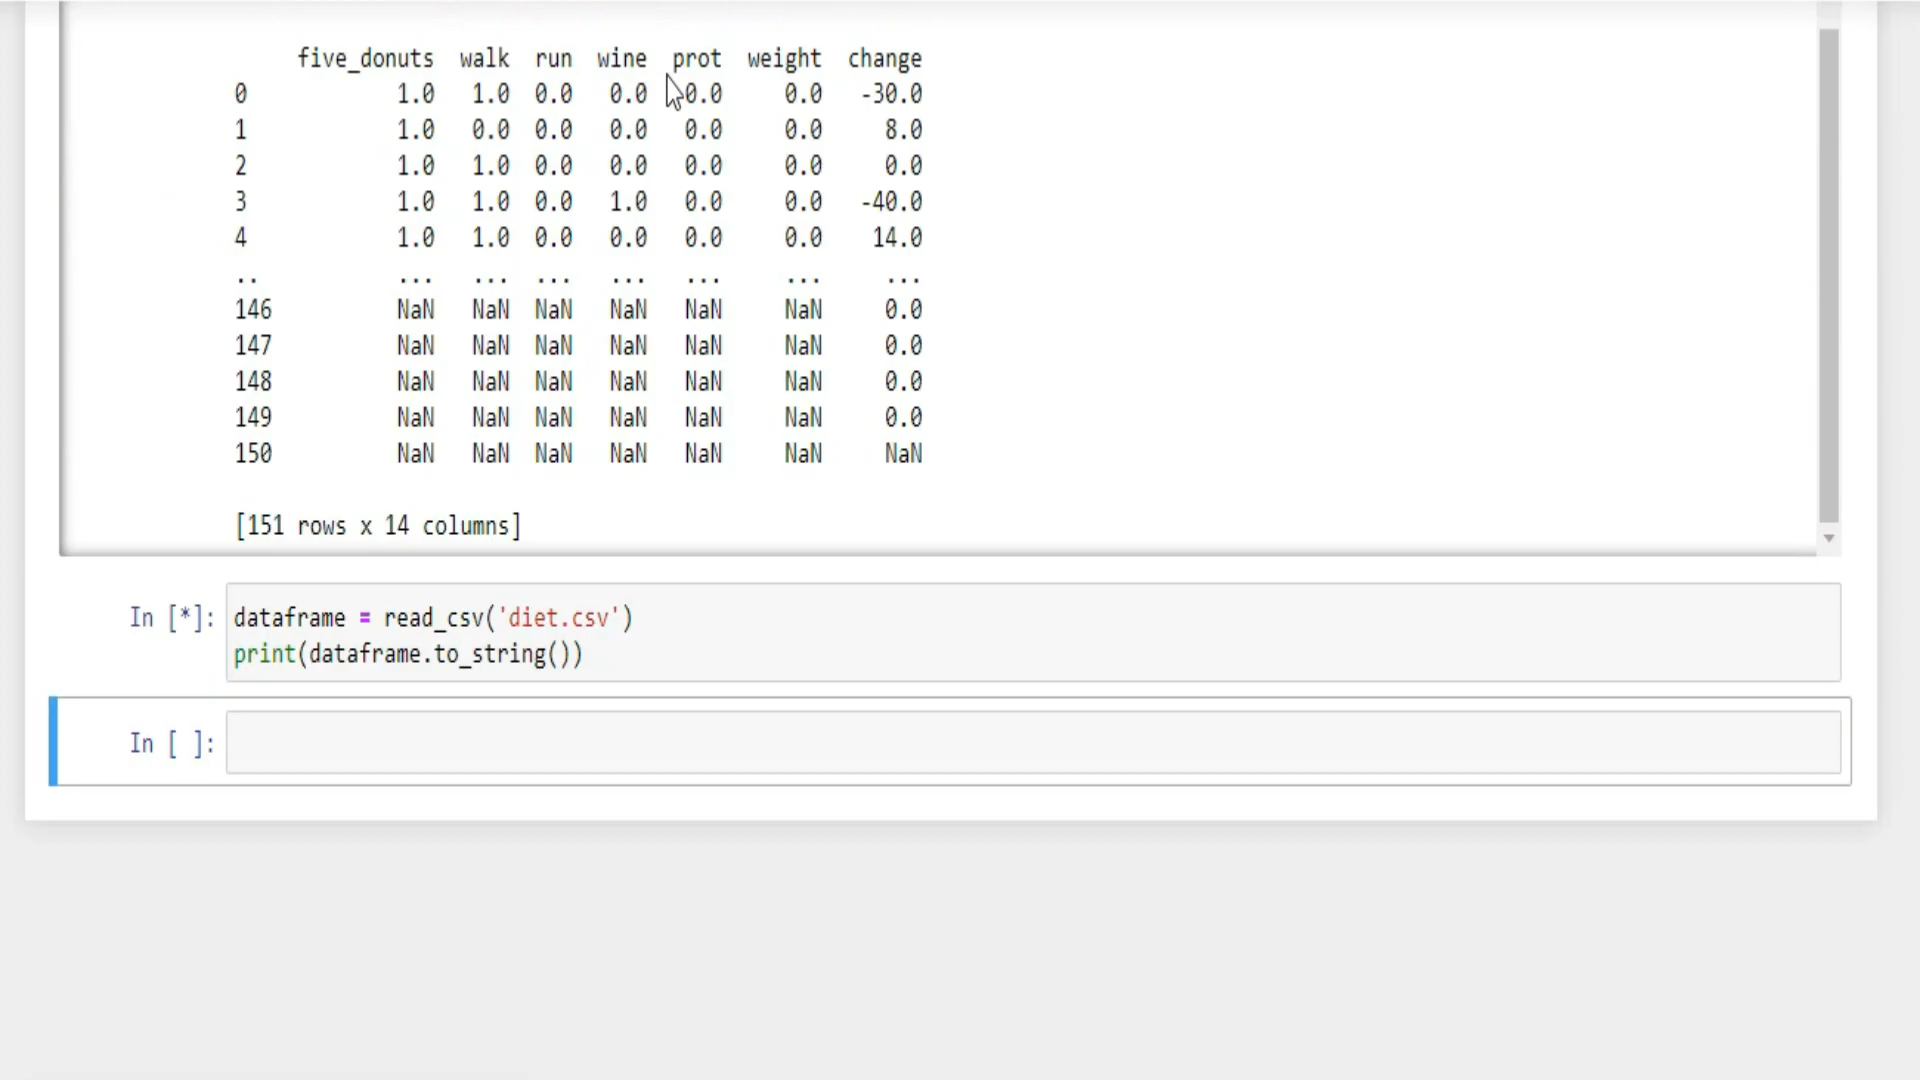 five_donuts walk run wine prot weight change
0 1.0 1.0 0.0 0.0 0.0 0.0 -30.0
1 1.0 0.0 0.0 0.0 0.0 0.0 8.0
2 1.0 1.0 0.0 0.0 0.0 0.0 0.0
3 1.0 1.0 0.0 1.0 0.0 0.0 -40.0
4 1.0 1.0 0.0 0.0 0.0 0.0 14.0
.. ... ... ... ... ... ... ...
146 NaN NaN NaN NaN NaN NaN 0.0
147 NaN NaN NaN NaN NaN NaN 0.0
148 NaN NaN NaN NaN NaN NaN 0.0
149 NaN NaN NaN NaN NaN NaN 0.0
150 NaN NaN NaN NaN NaN NaN NaN
[151 rows x 14 columns]
In [*]: dataframe = read_csv('diet.csv')
print(dataframe.to_string())
In [ ]: